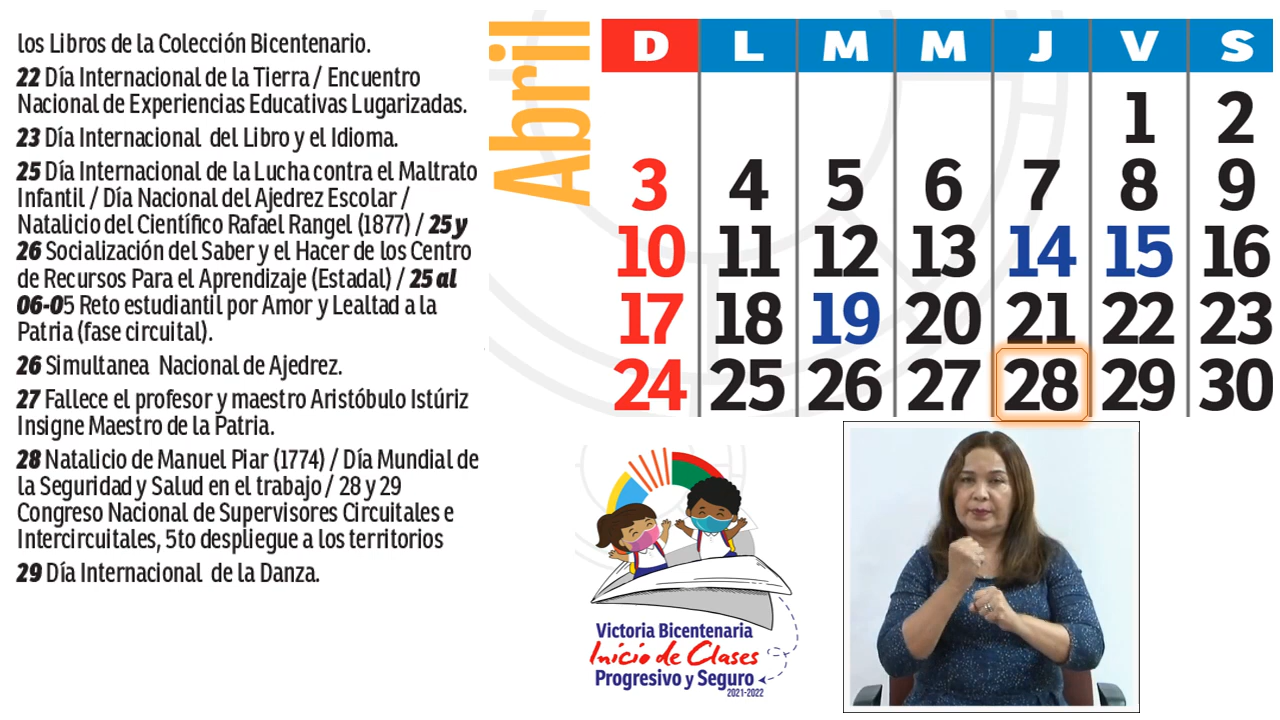 los Libros de la Colección Bicentenario.
22 Día Internacional de la Tierra / Encuentro
Nacional de Experiencias Educativas Lugarizadas.
23 Día Internacional del Libro y el Idioma.
25 Día Internacional de la Lucha contra el Maltrato
Infantil / Día Nacional del Ajedrez Escolar /
Natalicio del Científico Rafael Rangel (1877) / 25 y
26 Socialización del Saber y el Hacer de los Centro
de Recursos Para el Aprendizaje (Estadal) / 25 al
06-05 Reto estudiantil por Amor y Lealtad a la
Patria (fase circuital).
26 Simultanea Nacional de Ajedrez.
27 Fallece el profesor y maestro Aristóbulo Istúriz
Insigne Maestro de la Patria.
28 Natalicio de Manuel Piar (1774) / Día Mundial de
la Seguridad y Salud en el trabajo / 28 y 29
Congreso Nacional de Supervisores Circuitales e
Intercircuitales, 5to despliegue a los territorios
29 Día Internacional de la Danza.
Abril
D L M M J V S
1 2
3 4 5 6 7 8 9
10 11 12 13 14 15 16
17 18 19 20 21 22 23
24 25 26 27 28 29 30
Victoria Bicentenaria
Inicio de Clases
Progresivo y Seguro
2021-2022